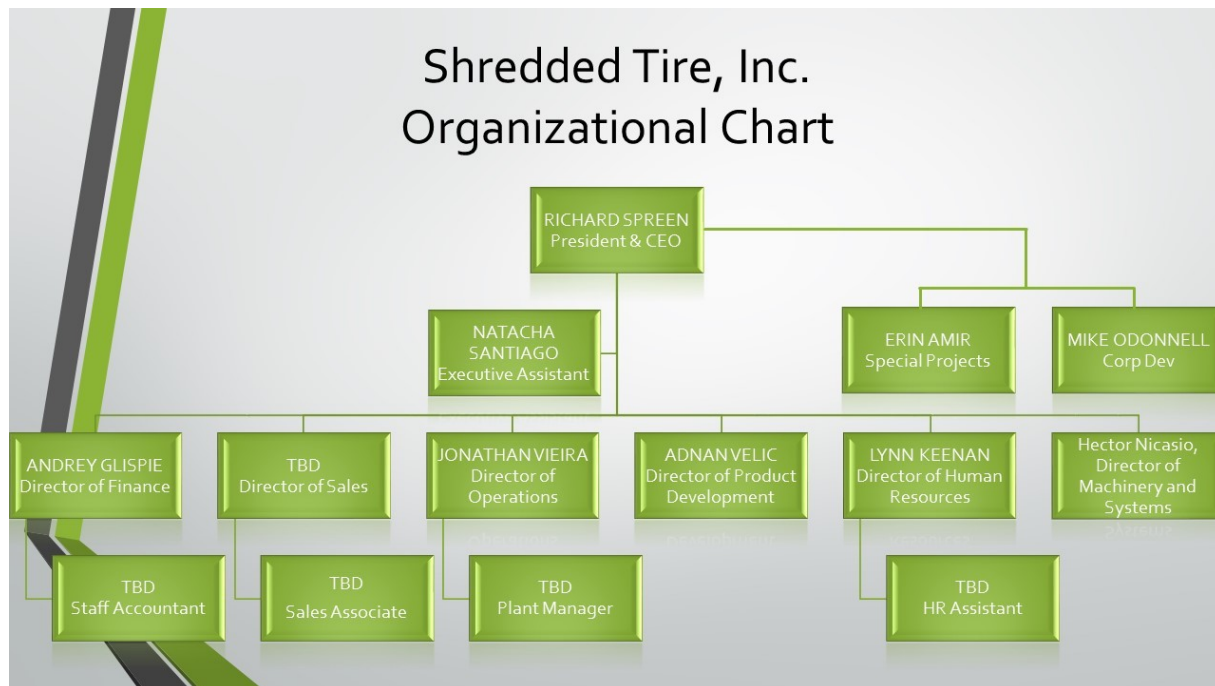 Shredded Tire, Inc.
Organizational Chart
RICHARD SPREEN
President & CEO
NATACHA
SANTIAGO
Executive Assistant
ERIN AMIR
Special Projects
MIKE ODONNELL
Corp Dev
ANDREY GLISPIE
Director of Finance
TBD
Director of Sales
JONATHAN VIEIRA
Director of
Operations
ADNAN VELIC
Director of Product
Development
LYNN KEENAN
Director of Human
Resources
Hector Nicasio,
Director of
Machinery and
Systems
TBD
Staff Accountant
TBD
Sales Associate
TBD
Plant Manager
TBD
HR Assistant